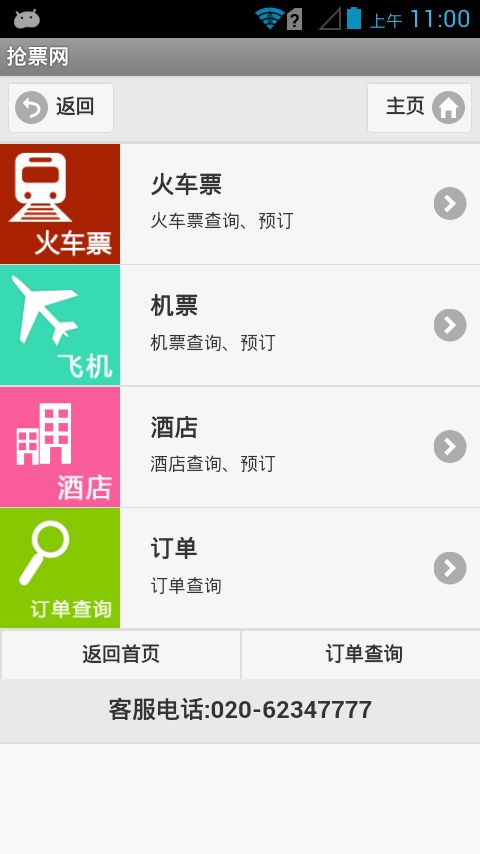 上午 11:00
抢票网
返回
主页
火车票
火车票
火车票查询、预订
飞机
机票
机票查询、预订
酒店
酒店
酒店查询、预订
订单查询
订单
订单查询
返回首页
订单查询
客服电话:020-62347777